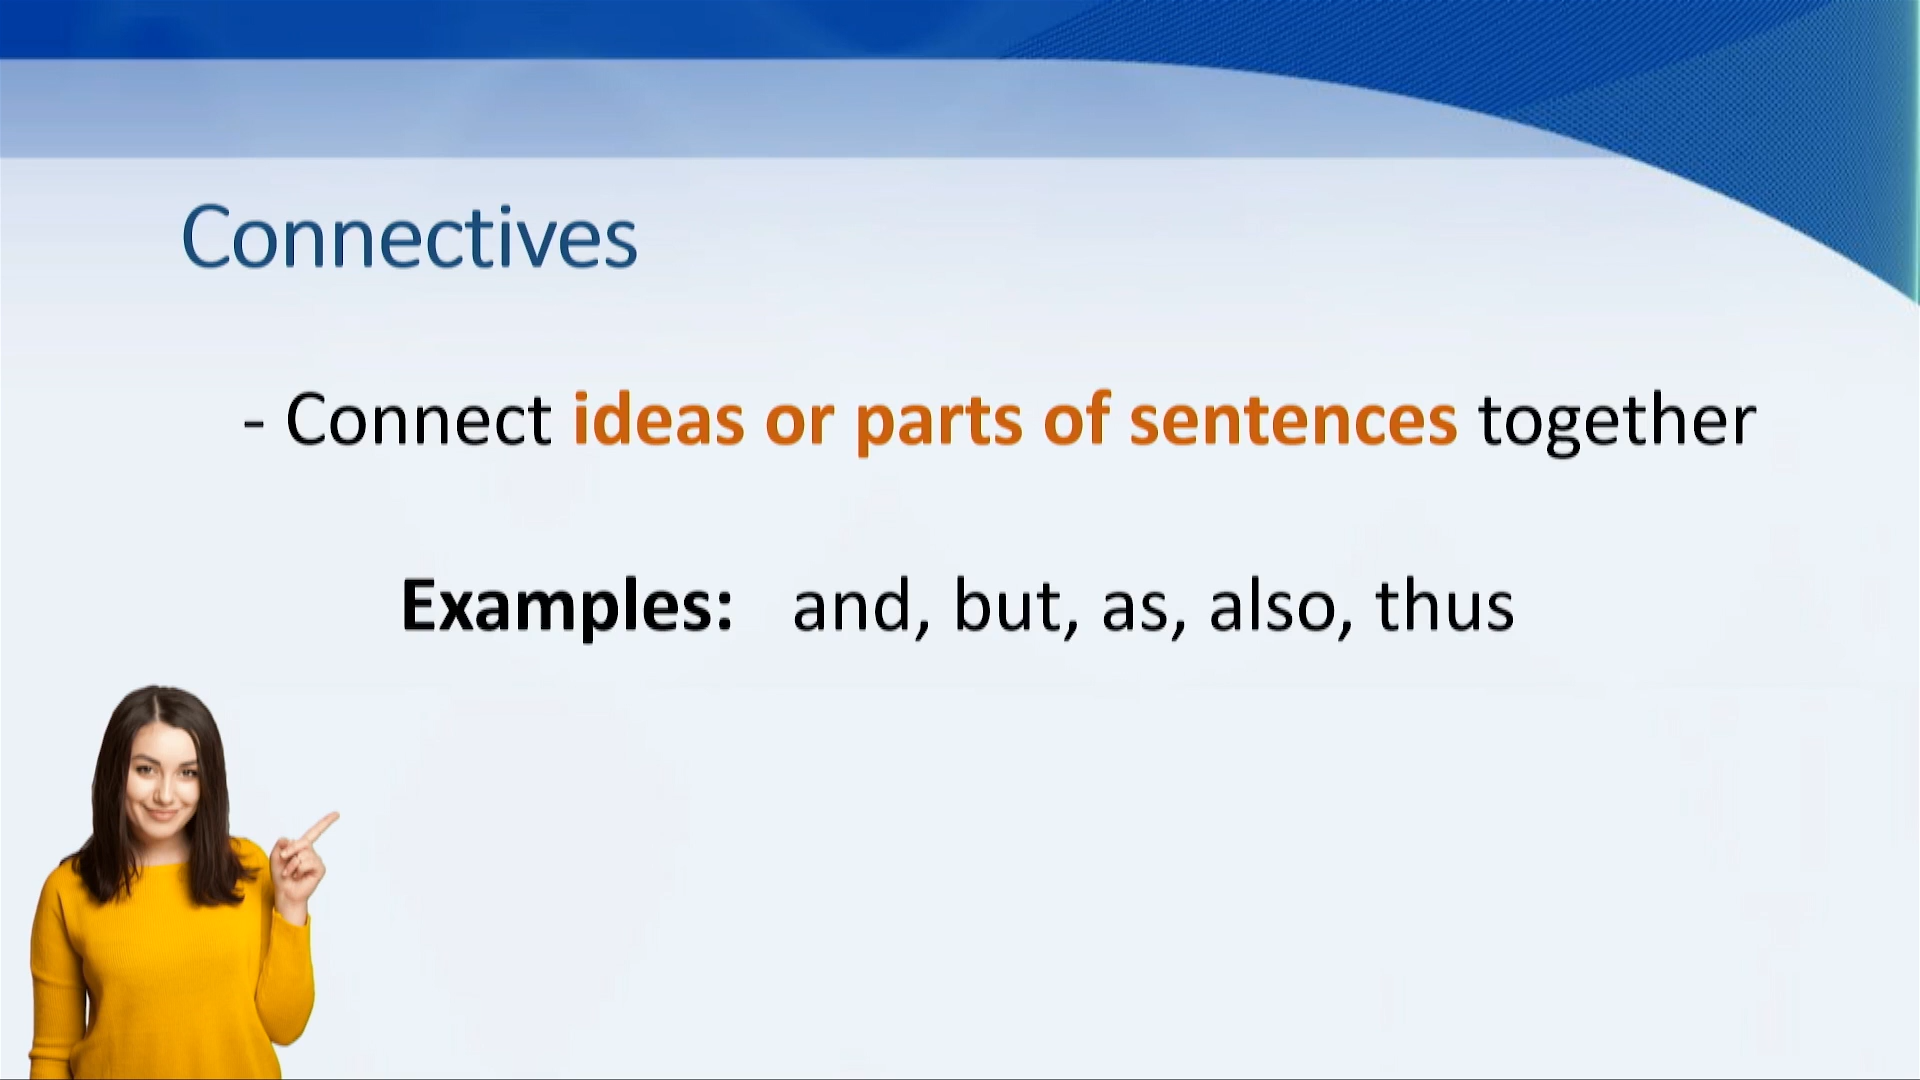 Connectives
- Connect ideas or parts of sentences together
Examples: and, but, as, also, thus